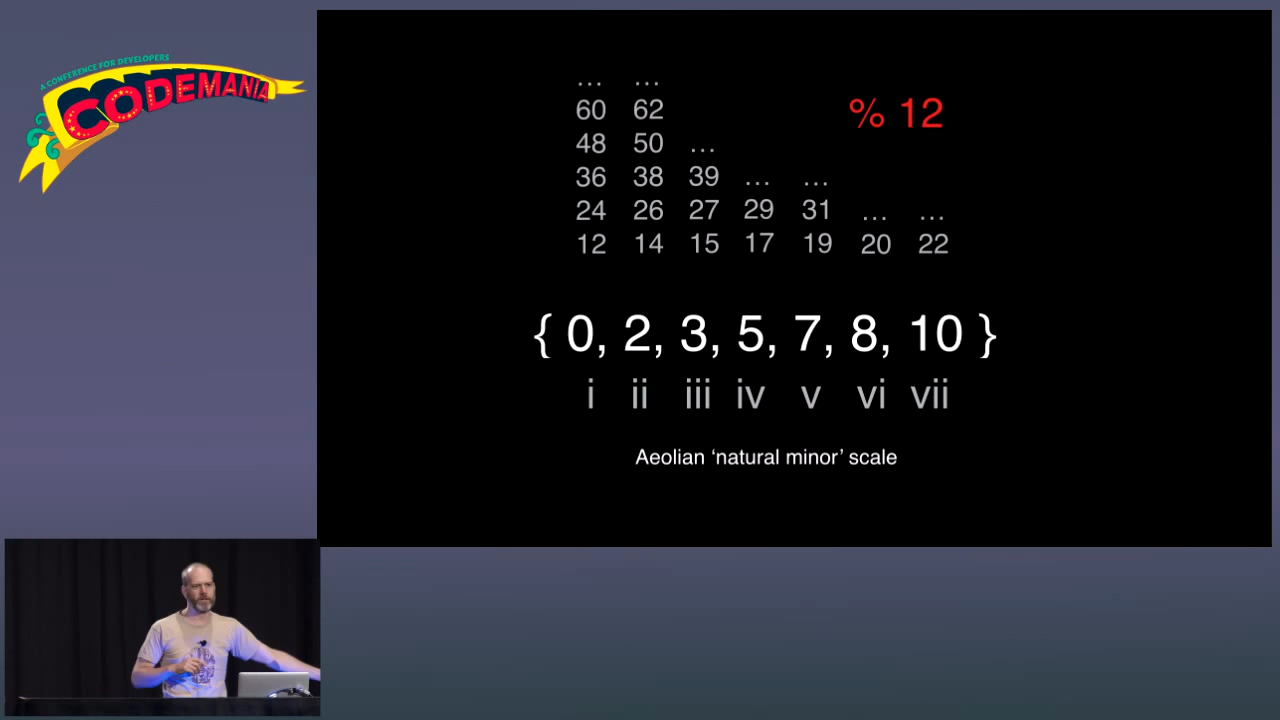 A CONFERENCE FOR DEVELOPERS
CODEMANIA
… …
60 62
% 12
48 50 …
36 38 39 … …
24 26 27 29 31 … …
12 14 15 17 19 20 22
{ 0, 2, 3, 5, 7, 8, 10 }
i ii iii iv v vi vii
Aeolian ‘natural minor’ scale